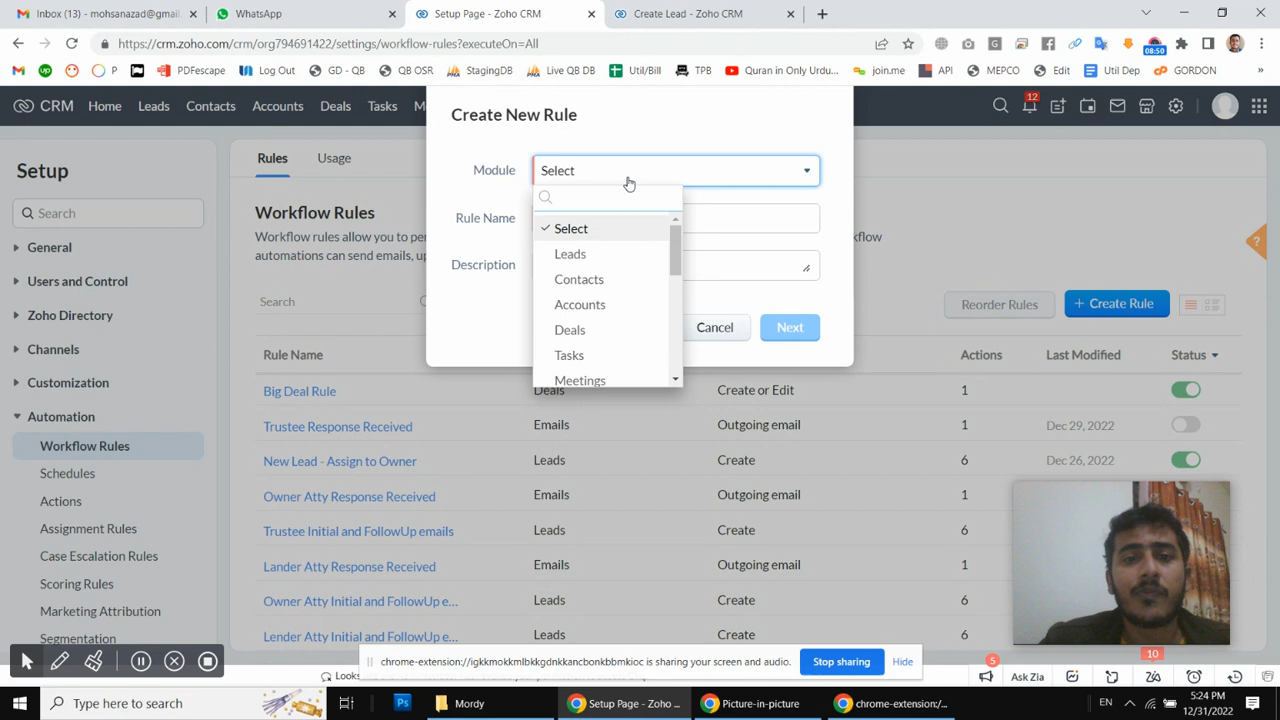 Inbox (13) - mohsanazad@gmail.
WhatsApp
Setup Page - Zoho CRM
Create Lead - Zoho CRM
https://crm.zoho.com/crm/org794691422/settings/workflow-rules?executeOn=All
08:50
P
PDFescape
Log Out
GD - QB
QB OSR
StagingDB
Live QB DB
Util/Bill
TPB
Quran in Only Urdu...
join.me
API
MEPCO
Edit
Util Dep
GORDON
CRM
Home
Leads
Contacts
Accounts
Deals
Tasks
12
Setup
Search
General
Users and Control
Zoho Directory
Channels
Customization
Automation
Workflow Rules
Schedules
Actions
Assignment Rules
Case Escalation Rules
Scoring Rules
Marketing Attribution
Segmentation
Rules
Usage
Workflow Rules
Workflow rules allow you to pe
kflow
automations can send emails, u
Search
Reorder Rules
+ Create Rule
Create New Rule
Module
Select
Rule Name
Description
Select
Leads
Contacts
Accounts
Deals
Tasks
Meetings
Cancel
Next
Rule Name
Actions
Last Modified
Status
Big Deal Rule
Deals
Create or Edit
1
Trustee Response Received
Emails
Outgoing email
1
Dec 29, 2022
New Lead - Assign to Owner
Leads
Create
6
Dec 26, 2022
Owner Atty Response Received
Emails
Outgoing email
1
Trustee Initial and FollowUp emails
Leads
Create
6
Lander Atty Response Received
Emails
Outgoing email
1
Owner Atty Initial and FollowUp e...
Leads
Create
6
Lender Atty Initial and FollowUp e...
Leads
Create
6
chrome-extension://igkkmokkmlbkkgdnkkancbonkbbmkioc is sharing your screen and audio.
Stop sharing
Hide
Looks
5
Ask Zia
10
Type here to search
Mordy
Setup Page - Zoho ...
Picture-in-picture
chrome-extension:/...
EN
5:24 PM
12/31/2022